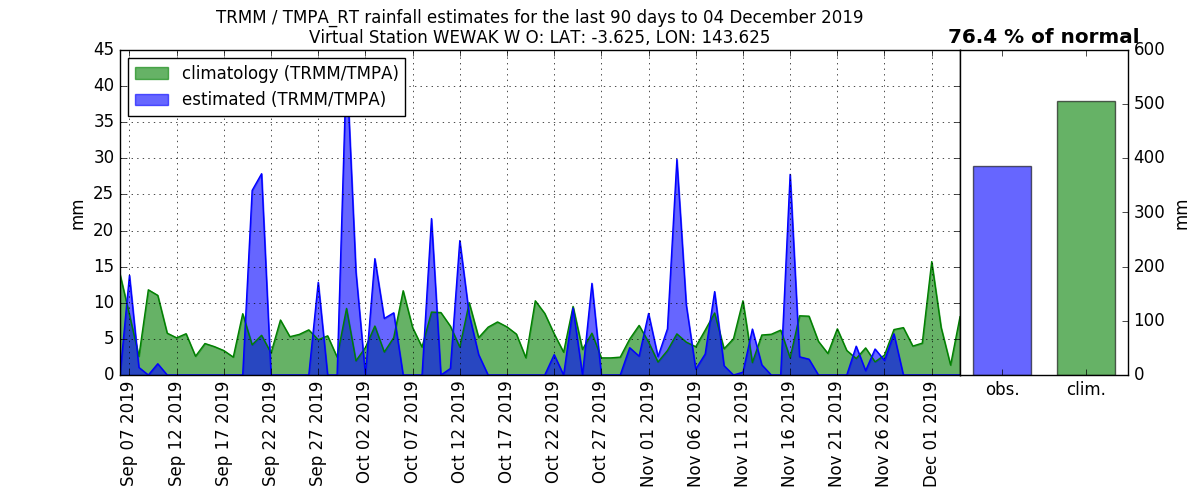 TRMM / TMPA_RT rainfall estimates for the last 90 days to 04 December 2019
Virtual Station WEWAK W O: LAT: -3.625, LON: 143.625
76.4 % of normal
climatology (TRMM/TMPA)
estimated (TRMM/TMPA)
mm
45
40
35
30
25
20
15
10
5
0
Sep 07 2019
Sep 12 2019
Sep 17 2019
Sep 22 2019
Sep 27 2019
Oct 02 2019
Oct 07 2019
Oct 12 2019
Oct 17 2019
Oct 22 2019
Oct 27 2019
Nov 01 2019
Nov 06 2019
Nov 11 2019
Nov 16 2019
Nov 21 2019
Nov 26 2019
Dec 01 2019
obs.
clim.
600
500
400
300
200
100
0
mm